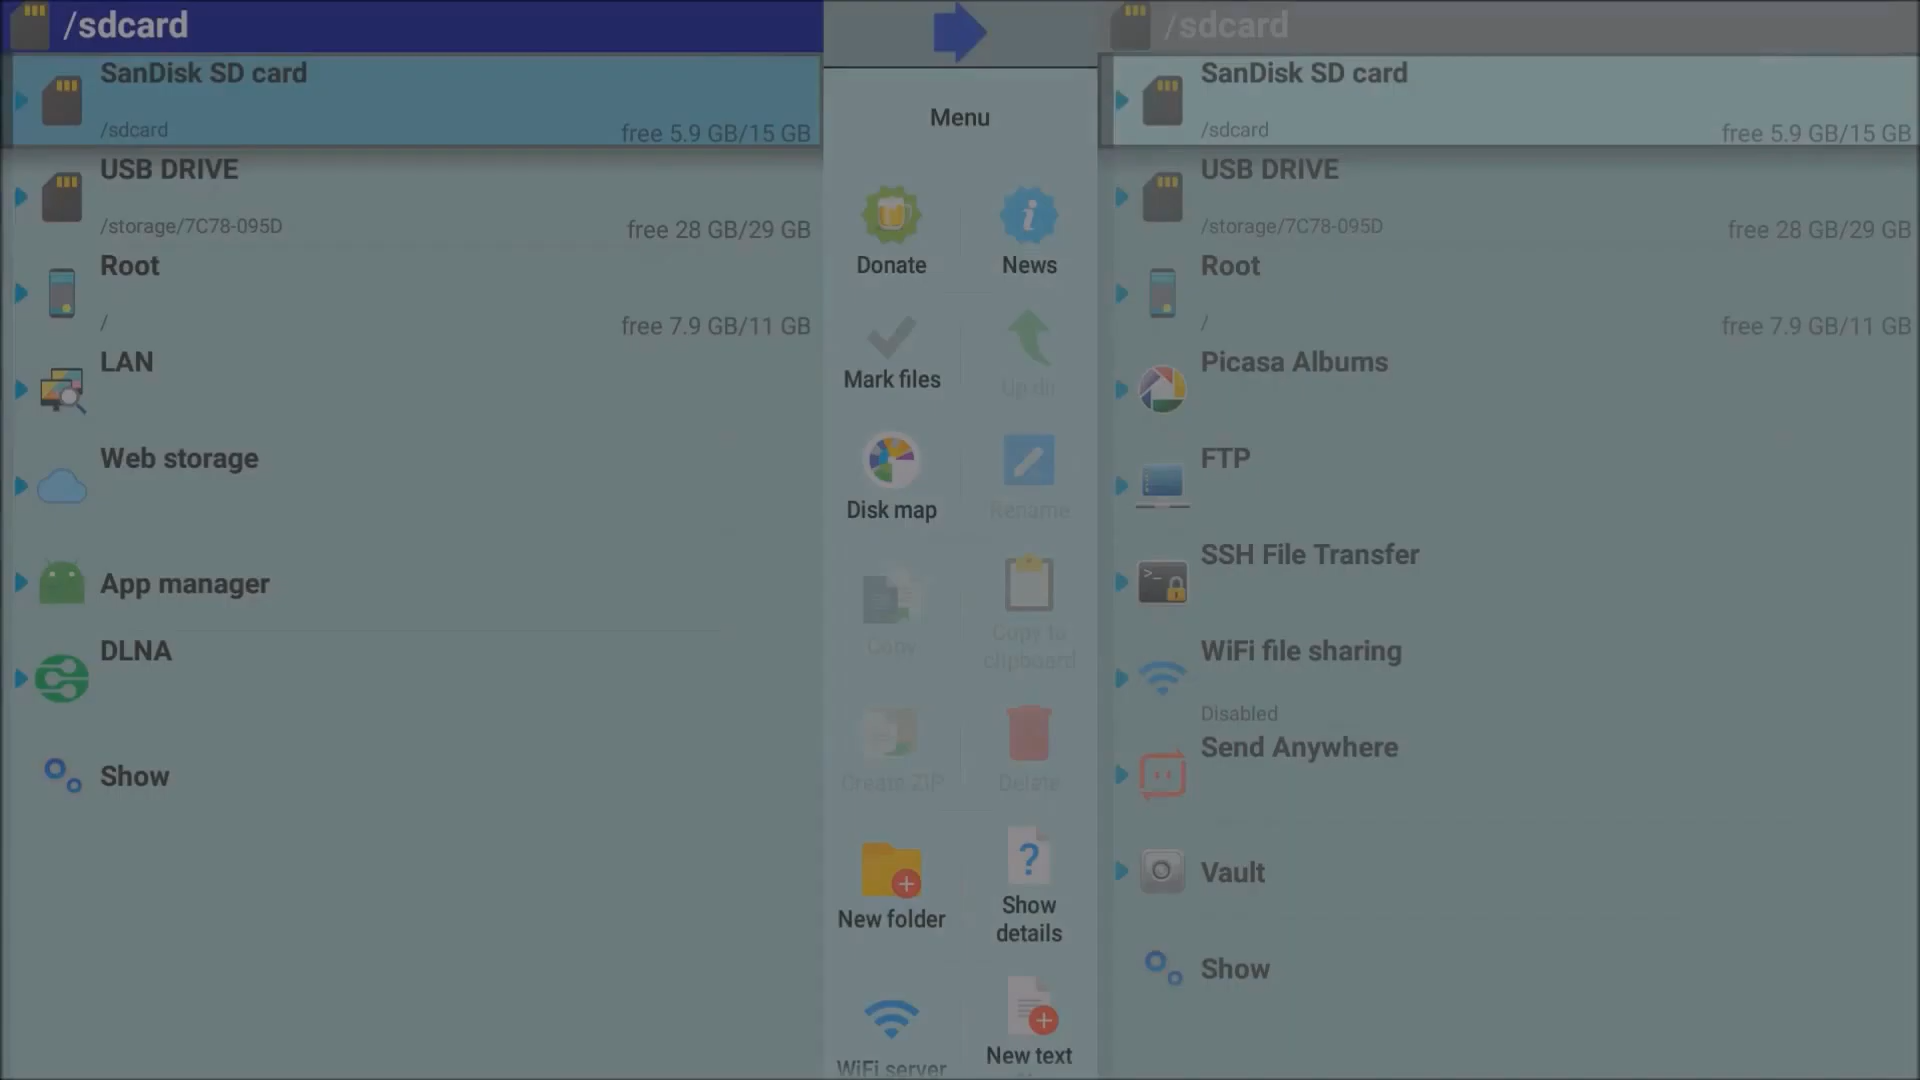 /sdcard
SanDisk SD card
/sdcard
free 5.9 GB/15 GB
USB DRIVE
/storage/7C78-095D
free 28 GB/29 GB
Root
/
free 7.9 GB/11 GB
LAN
Web storage
App manager
DLNA
Show
Menu
Donate
News
Mark files
Up dir
Disk map
Rename
Copy
Copy to
clipboard
Create ZIP
Delete
New folder
Show
details
WiFi server
New text
/sdcard
SanDisk SD card
/sdcard
free 5.9 GB/15 GB
USB DRIVE
/storage/7C78-095D
free 28 GB/29 GB
Root
/
free 7.9 GB/11 GB
Picasa Albums
FTP
SSH File Transfer
WiFi file sharing
Disabled
Send Anywhere
Vault
Show